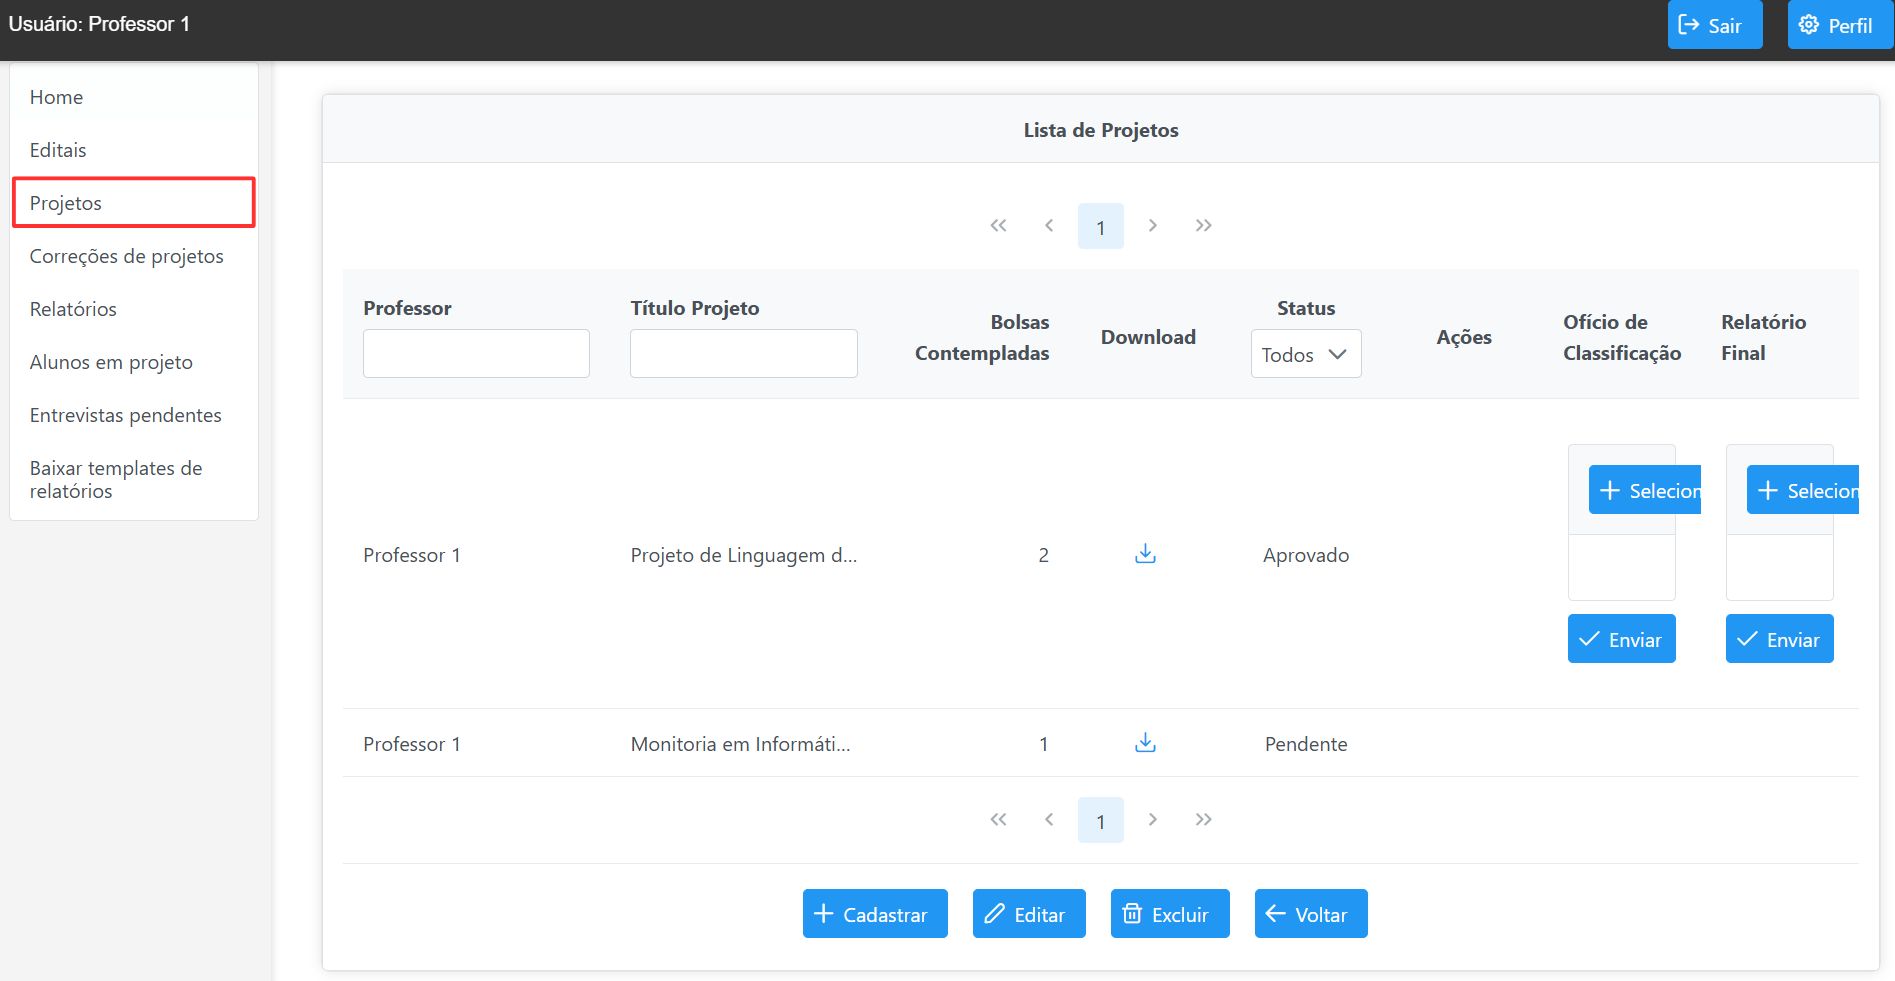 Usuário: Professor 1
Sair
Perfil
Home
Editais
Projetos
Correções de projetos
Relatórios
Alunos em projeto
Entrevistas pendentes
Baixar templates de
relatórios
Lista de Projetos
1
Professor
Título Projeto
Bolsas
Contempladas
Download
Status
Todos
Ações
Ofício de
Classificação
Relatório
Final
Professor 1
Projeto de Linguagem d...
2
Aprovado
Selecion
Enviar
Selecion
Enviar
Professor 1
Monitoria em Informáti...
1
Pendente
1
Cadastrar
Editar
Excluir
Voltar